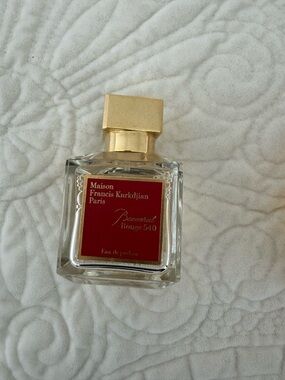 Maison
Francis Kurkdjian
Paris
Baccarat
Rouge 540
Eau de parfum